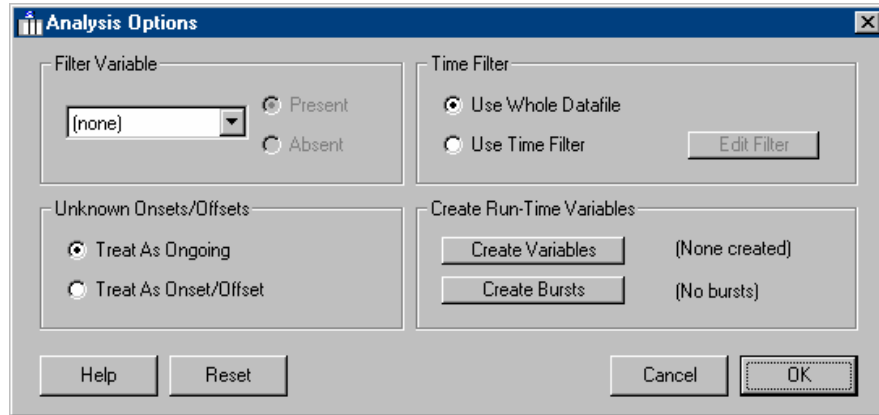 Analysis Options
Filter Variable
(none)
Present
Absent
Time Filter
Use Whole Datafile
Use Time Filter
Edit Filter
Unknown Onsets/Offsets
Treat As Ongoing
Treat As Onset/Offset
Create Run-Time Variables
Create Variables
(None created)
Create Bursts
(No bursts)
Help
Reset
Cancel
OK